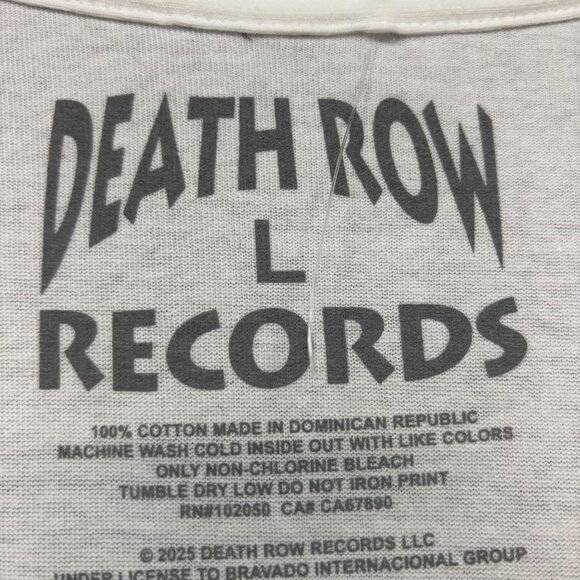 DEATH ROW
L
RECORDS
100% COTTON MADE IN DOMINICAN REPUBLIC
MACHINE WASH COLD INSIDE OUT WITH LIKE COLORS
ONLY NON-CHLORINE BLEACH
TUMBLE DRY LOW DO NOT IRON PRINT
RN#102050 CA# CA67890
© 2025 DEATH ROW RECORDS LLC
UNDER LICENSE TO BRAVADO INTERNACIONAL GROUP